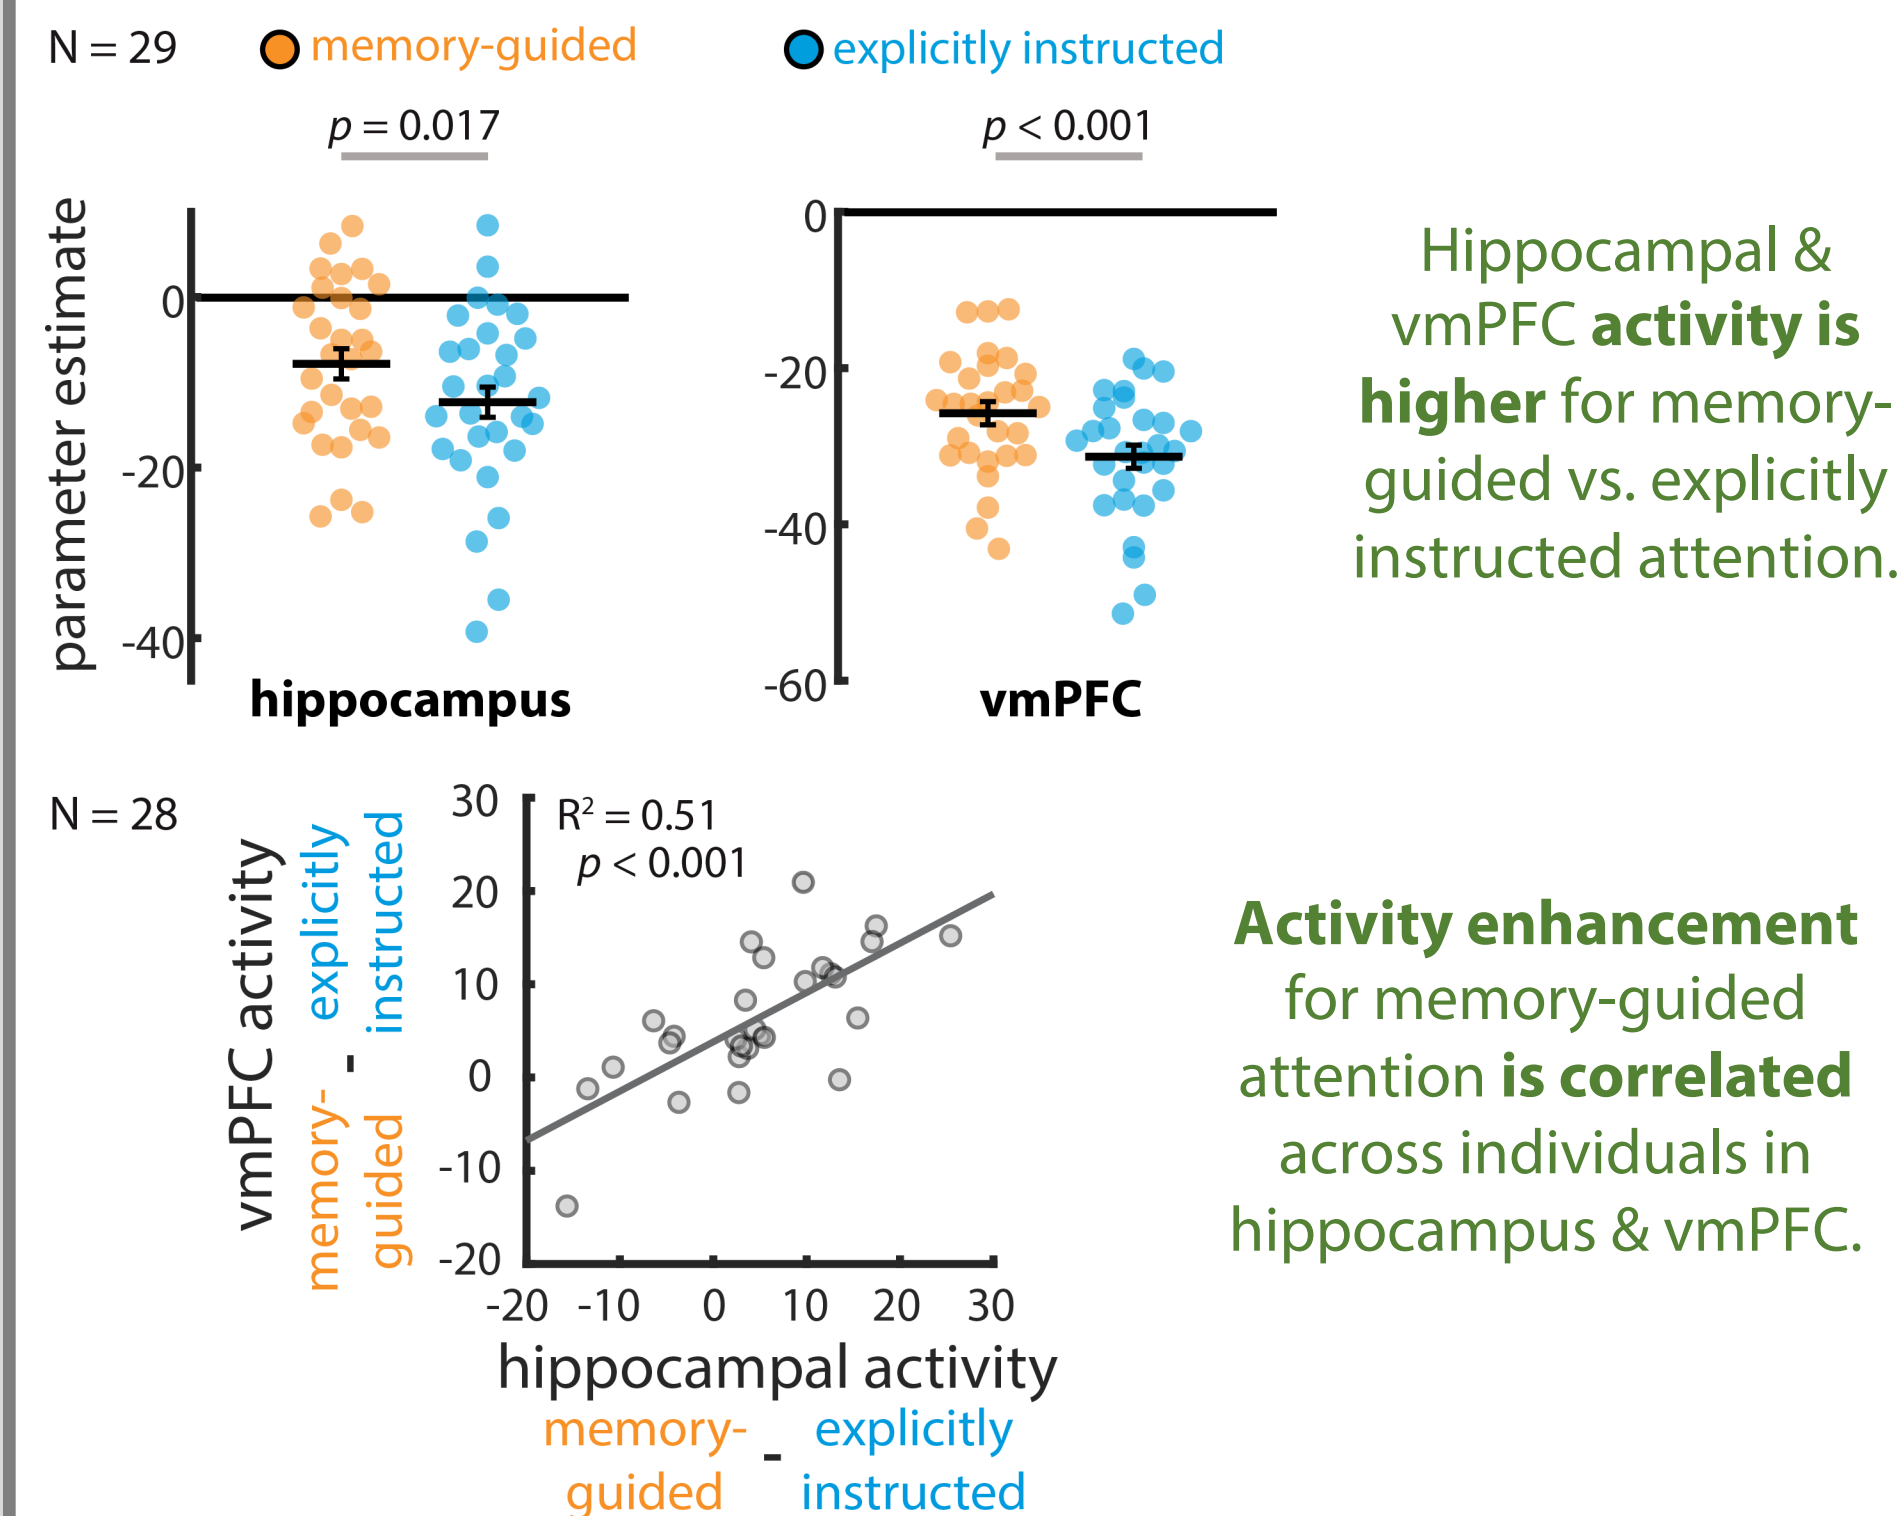 N = 29
memory-guided
explicitly instructed
p = 0.017
p < 0.001
parameter estimate
0
-20
-40
hippocampus
0
-20
-40
-60
vmPFC
Hippocampal &
vmPFC activity is
higher for memory-
guided vs. explicitly
instructed attention.
N = 28
vmPFC activity
memory- - explicitly
guided instructed
30
20
10
0
-10
-20
R² = 0.51
p < 0.001
-20 -10 0 10 20 30
hippocampal activity
memory- - explicitly
guided instructed
Activity enhancement
for memory-guided
attention is correlated
across individuals in
hippocampus & vmPFC.